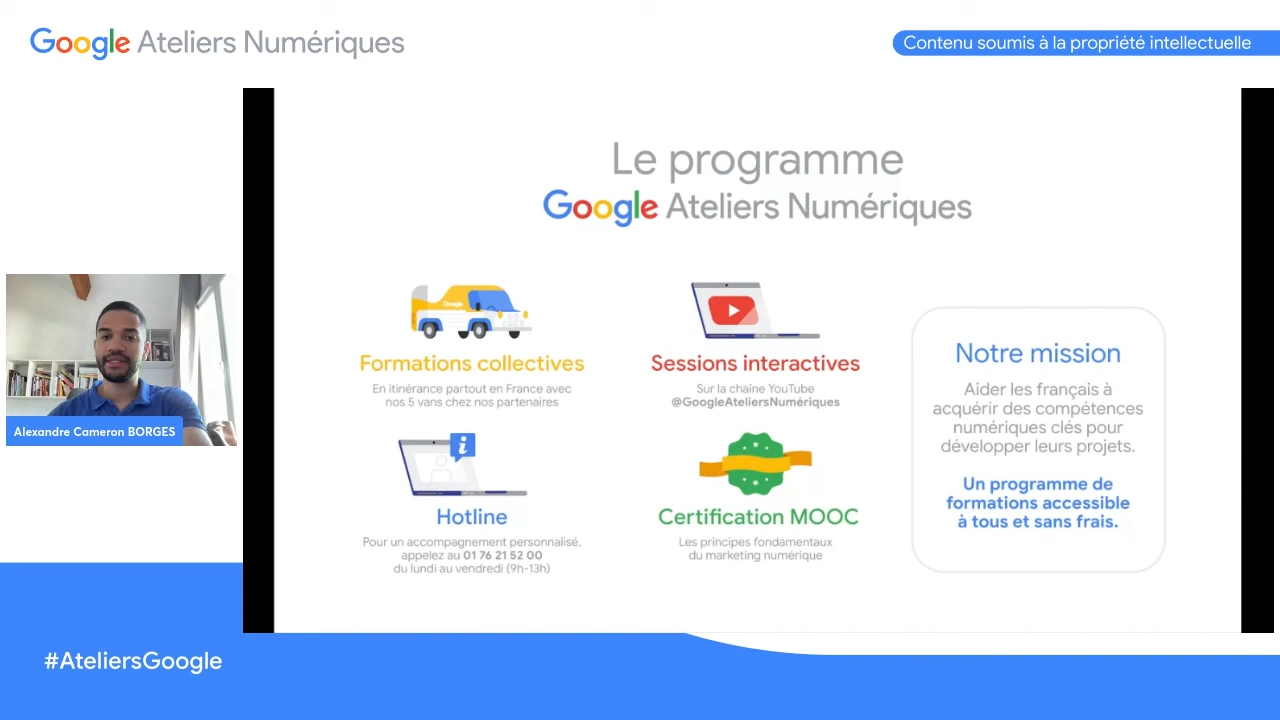 Google Ateliers Numériques
Contenu soumis à la propriété intellectuelle
Le programme
Google Ateliers Numériques
Google
Formations collectives
En itinérance partout en France avec
nos 5 vans chez nos partenaires
Sessions interactives
Sur la chaîne YouTube
@GoogleAteliersNumériques
i
Hotline
Pour un accompagnement personnalisé,
appelez au 01 76 21 52 00
du lundi au vendredi (9h-13h)
Certification MOOC
Les principes fondamentaux
du marketing numérique
Notre mission
Aider les français à
acquérir des compétences
numériques clés pour
développer leurs projets.
Un programme de
formations accessible
à tous et sans frais.
Alexandre Cameron BORGES
#AteliersGoogle